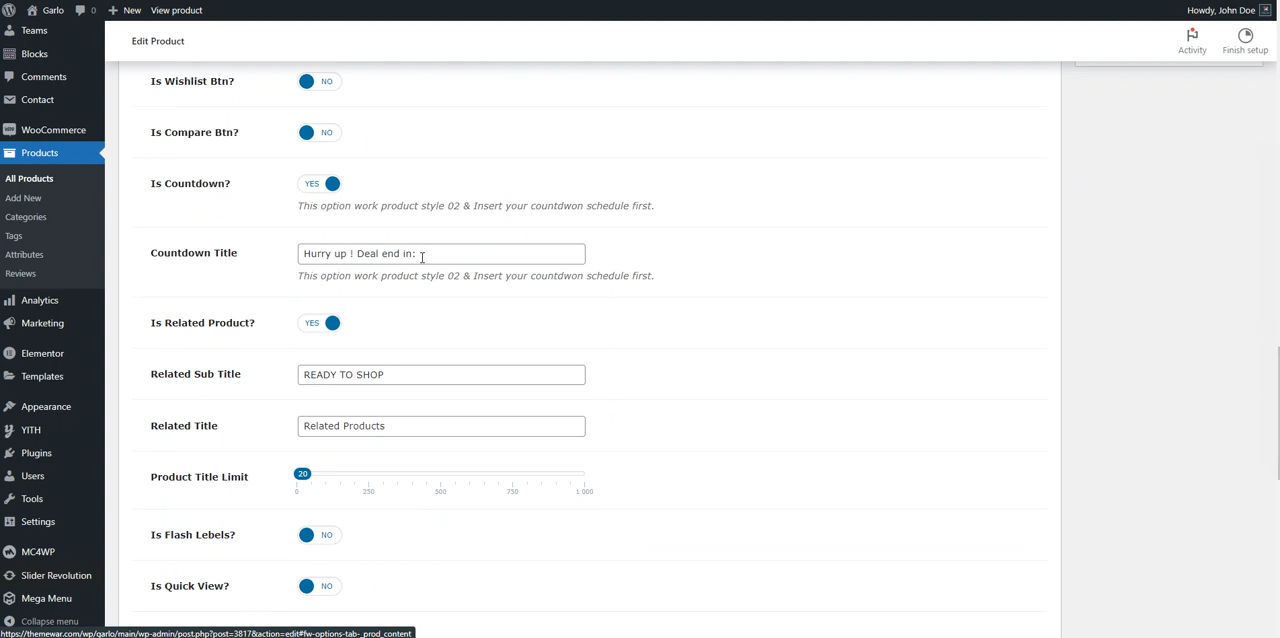 Garlo
0
New
View product
Howdy, John Doe
Teams
Blocks
Comments
Contact
WooCommerce
Products
All Products
Add New
Categories
Tags
Attributes
Reviews
Analytics
Marketing
Elementor
Templates
Appearance
YITH
Plugins
Users
Tools
Settings
MC4WP
Slider Revolution
Mega Menu
Collapse menu
Edit Product
Activity
Finish setup
Is Wishlist Btn?
NO
Is Compare Btn?
NO
Is Countdown?
YES
This option work product style 02 & Insert your countdwon schedule first.
Countdown Title
Hurry up ! Deal end in:
This option work product style 02 & Insert your countdwon schedule first.
Is Related Product?
YES
Related Sub Title
READY TO SHOP
Related Title
Related Products
Product Title Limit
20
0 250 500 750 1 000
Is Flash Lebels?
NO
Is Quick View?
NO
https://themewar.com/wp/garlo/main/wp-admin/post.php?post=3817&action=edit#fw-options-tab-_prod_content